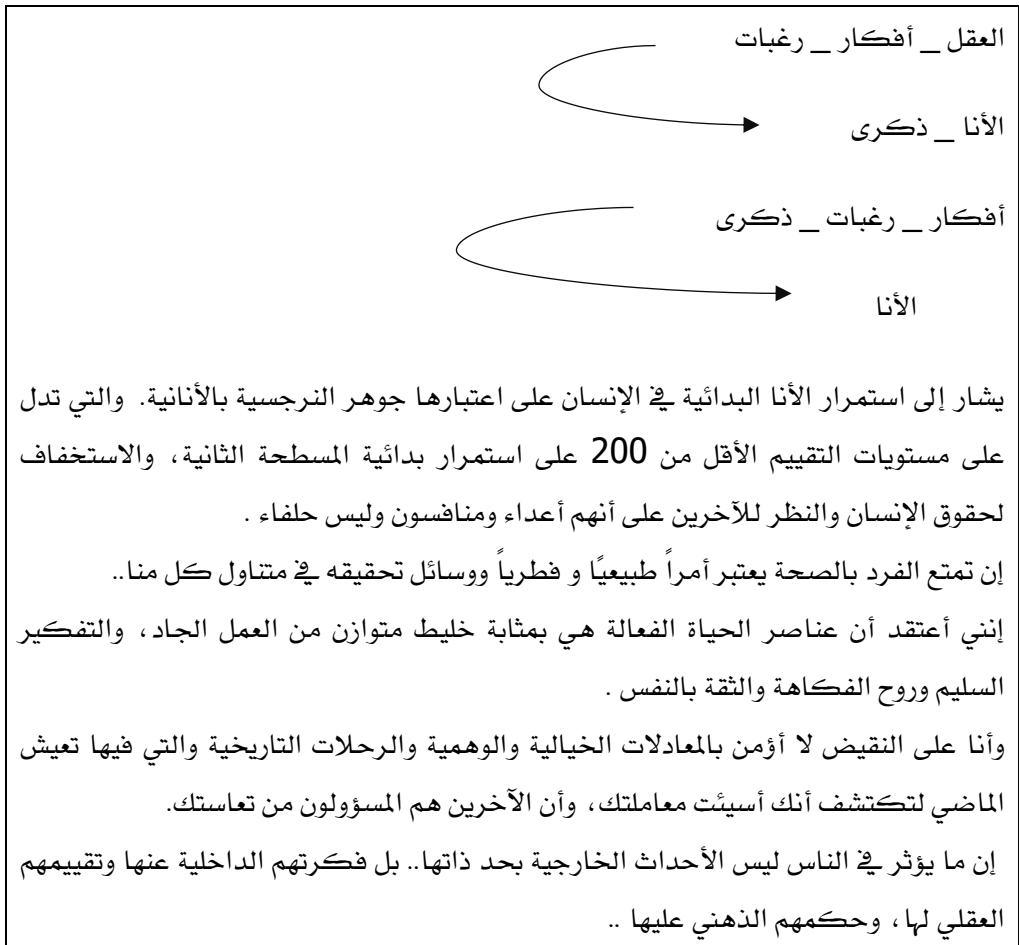 العقل _ أفكار _ رغبات
الأنا _ ذكرى
أفكار _ رغبات _ ذكرى
الأنا
يشار إلى استمرار الأنا البدائية في الإنسان على اعتبارها جوهر النرجسية بالأنانية. والتي تدل
على مستويات التقييم الأقل من 200 على استمرار بدائية المسطحة الثانية، والاستخفاف
لحقوق الإنسان والنظر للآخرين على أنهم أعداء ومنافسون وليس حلفاء .
إن تمتع الفرد بالصحة يعتبر أمراً طبيعيًا و فطرياً ووسائل تحقيقه في متناول كل منا..
إنني أعتقد أن عناصر الحياة الفعالة هي بمثابة خليط متوازن من العمل الجاد، والتفكير
السليم وروح الفكاهة والثقة بالنفس .
وأنا على النقيض لا أؤمن بالمعادلات الخيالية والوهمية والرحلات التاريخية والتي فيها تعيش
الماضي لتكتشف أنك أسيئت معاملتك، وأن الآخرين هم المسؤولون من تعاستك.
إن ما يؤثر في الناس ليس الأحداث الخارجية بحد ذاتها.. بل فكرتهم الداخلية عنها وتقييمهم
العقلي لها، وحكمهم الذهني عليها ..